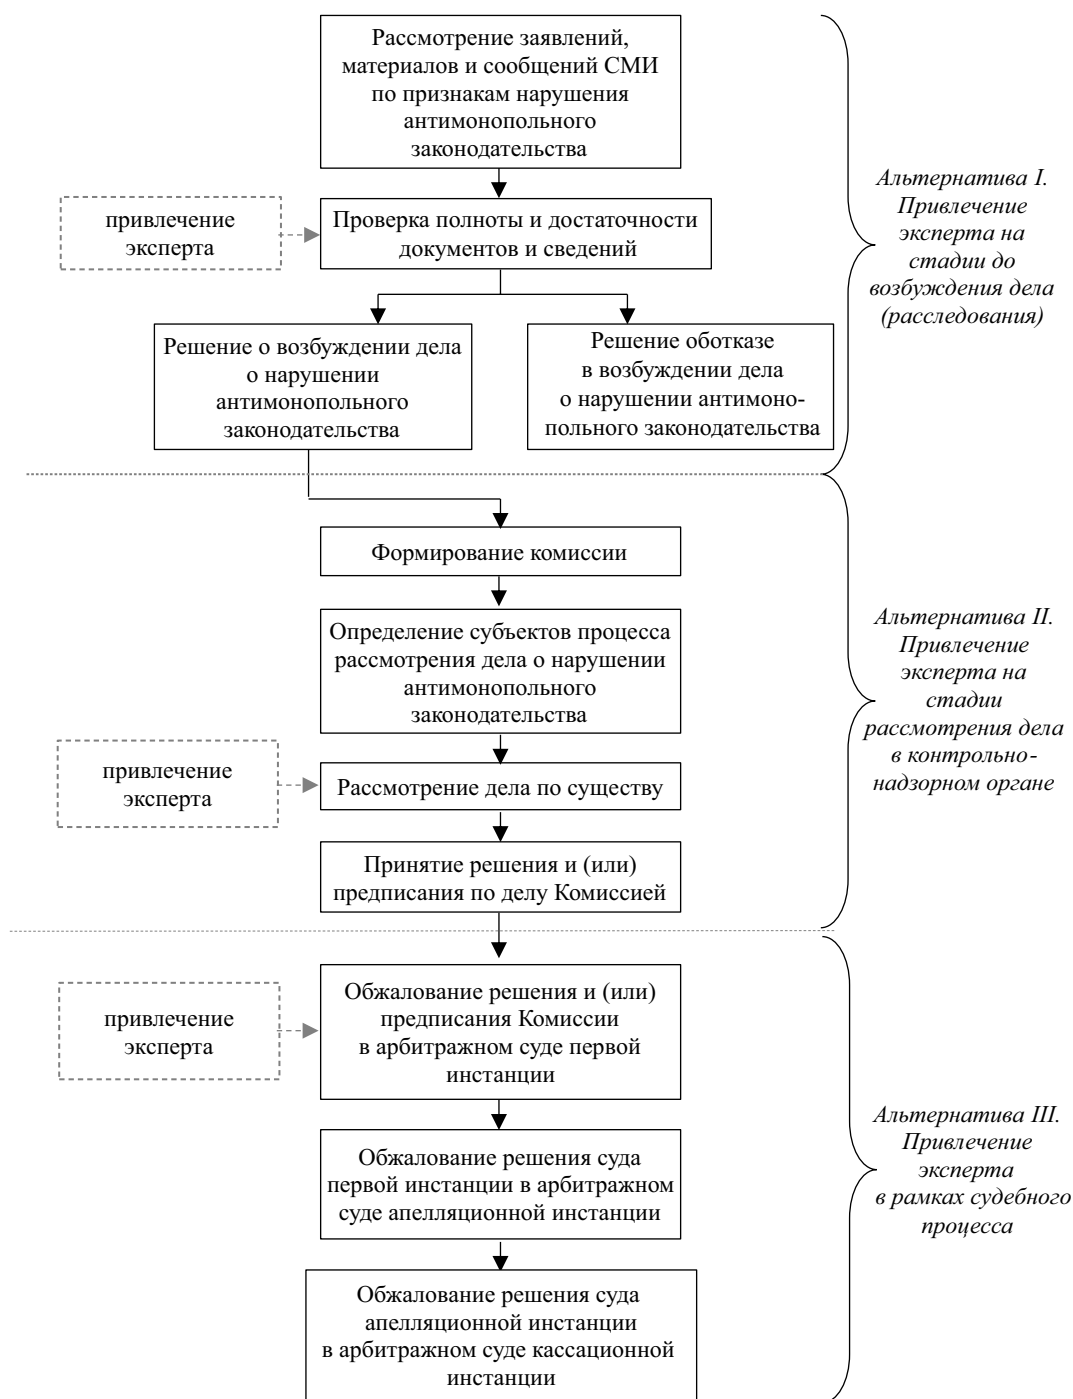 Рассмотрение заявлений,
материалов и сообщений СМИ
по признакам нарушения
антимонопольного
законодательства
привлечение
эксперта
Проверка полноты и достаточности
документов и сведений
Альтернатива I.
Привлечение
эксперта на
стадии до
возбуждения дела
(расследования)
Решение о возбуждении дела
о нарушении
антимонопольного
законодательства
Решение оботказе
в возбуждении дела
о нарушении антимоно-
польного законодательства
Формирование комиссии
Определение субъектов процесса
рассмотрения дела о нарушении
антимонопольного
законодательства
Альтернатива II.
Привлечение
эксперта на
стадии
рассмотрения дела
в контрольно-
надзорном органе
привлечение
эксперта
Рассмотрение дела по существу
Принятие решения и (или)
предписания по делу Комиссией
привлечение
эксперта
Обжалование решения и (или)
предписания Комиссии
в арбитражном суде первой
инстанции
Альтернатива III.
Привлечение
эксперта
в рамках судебного
процесса
Обжалование решения суда
первой инстанции в арбитражном
суде апелляционной инстанции
Обжалование решения суда
апелляционной инстанции
в арбитражном суде кассационной
инстанции